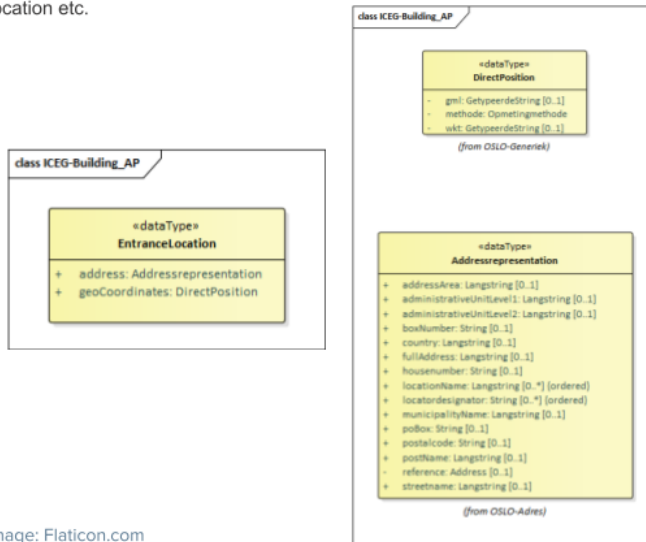 ocation etc.
class ICEG-Building_AP
«dataType»
EntranceLocation
+ address: Addressrepresentation
+ geoCoordinates: DirectPosition
class ICEG-Building_AP
«dataType»
DirectPosition
- gml: GetypeerdeString [0..1]
- methode: Opmetingmethode
- wkt: GetypeerdeString [0..1]
(from OSLO-Generiek)
«dataType»
Addressrepresentation
+ addressArea: Langstring [0..1]
+ administrativeUnitLevel1: Langstring [0..1]
+ administrativeUnitLevel2: Langstring [0..1]
+ boxNumber: String [0..1]
+ country: Langstring [0..1]
+ fullAddress: Langstring [0..1]
+ housenumber: String [0..1]
+ locationName: Langstring [0..*] {ordered}
+ locatordesignator: String [0..*] {ordered}
+ municipalityName: Langstring [0..1]
+ poBox: String [0..1]
+ postalcode: String [0..1]
+ postName: Langstring [0..1]
- reference: Address [0..1]
+ streetname: Langstring [0..1]
(from OSLO-Adres)
mage: Flaticon.com